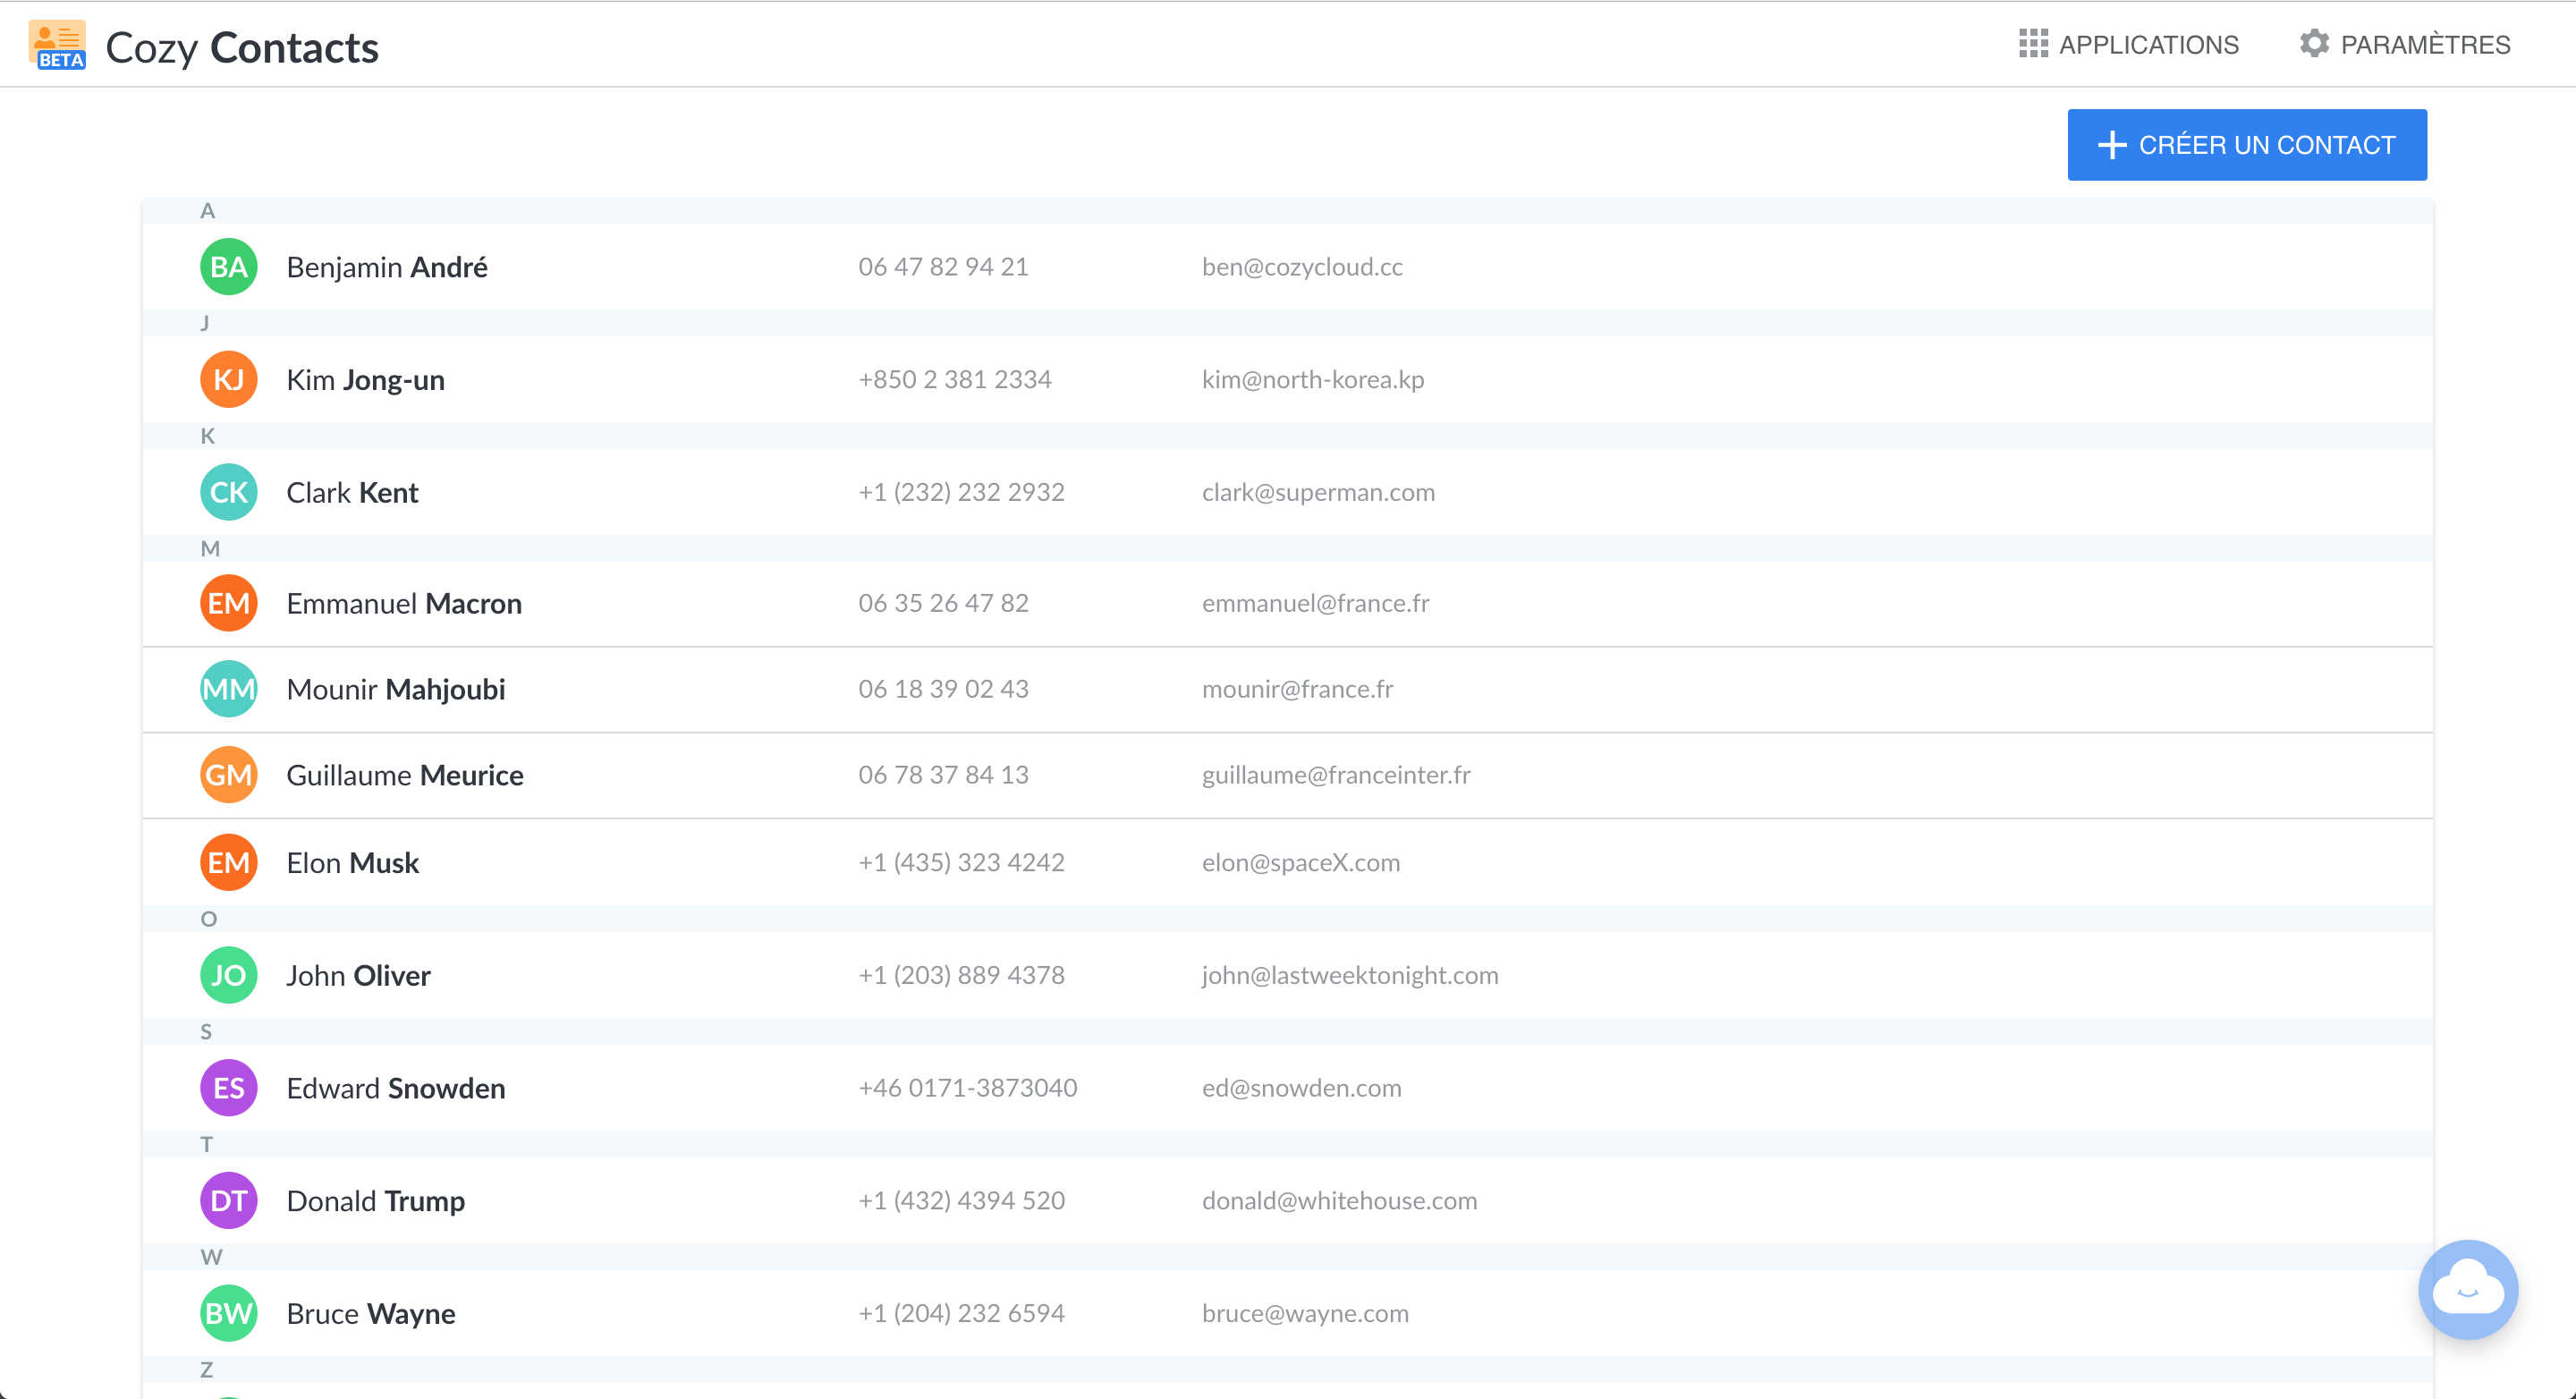 BETA Cozy Contacts APPLICATIONS PARAMÈTRES
CRÉER UN CONTACT
A
BA Benjamin André 06 47 82 94 21 ben@cozycloud.cc
J
KJ Kim Jong-un +850 2 381 2334 kim@north-korea.kp
K
CK Clark Kent +1 (232) 232 2932 clark@superman.com
M
EM Emmanuel Macron 06 35 26 47 82 emmanuel@france.fr
MM Mounir Mahjoubi 06 18 39 02 43 mounir@france.fr
GM Guillaume Meurice 06 78 37 84 13 guillaume@franceinter.fr
EM Elon Musk +1 (435) 323 4242 elon@spaceX.com
O
JO John Oliver +1 (203) 889 4378 john@lastweektonight.com
S
ES Edward Snowden +46 0171-3873040 ed@snowden.com
T
DT Donald Trump +1 (432) 4394 520 donald@whitehouse.com
W
BW Bruce Wayne +1 (204) 232 6594 bruce@wayne.com
Z